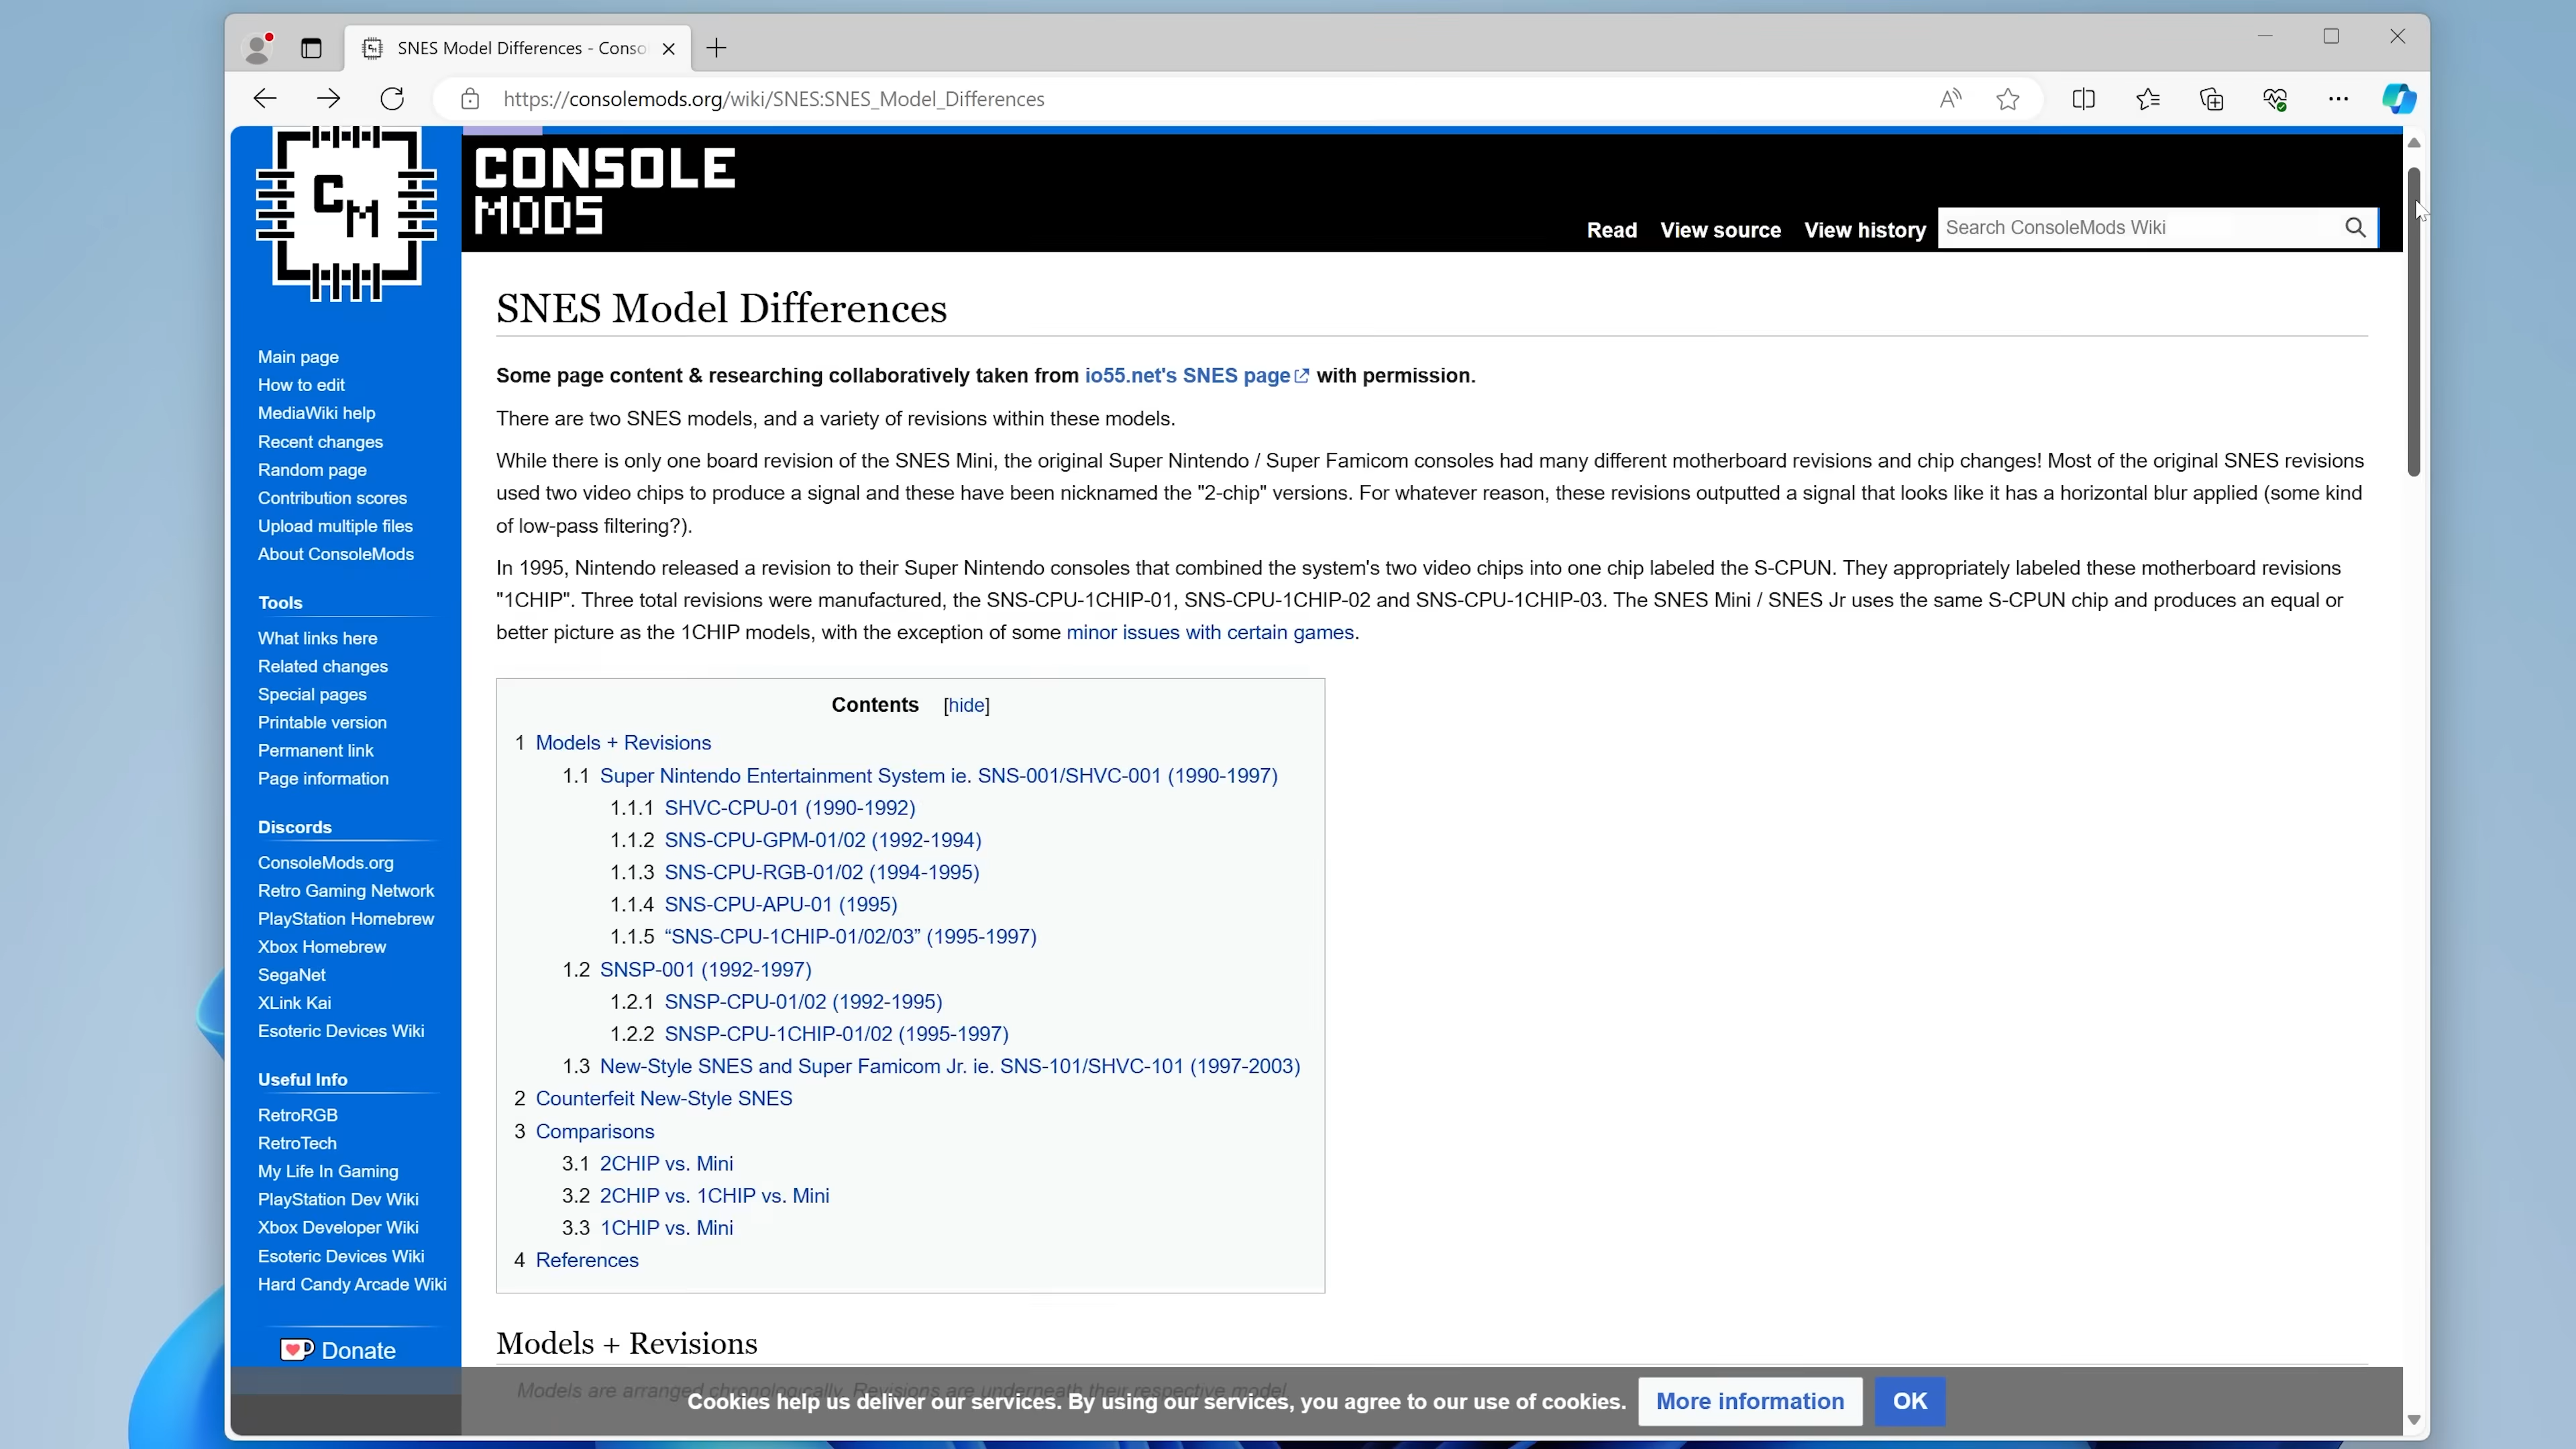 SNES Model Differences - Conso
https://consolemods.org/wiki/SNES:SNES_Model_Differences
CM
CONSOLE
MODS
Read View source View history Search ConsoleMods Wiki
Main page
How to edit
MediaWiki help
Recent changes
Random page
Contribution scores
Upload multiple files
About ConsoleMods
Tools
What links here
Related changes
Special pages
Printable version
Permanent link
Page information
Discords
ConsoleMods.org
Retro Gaming Network
PlayStation Homebrew
Xbox Homebrew
SegaNet
XLink Kai
Esoteric Devices Wiki
Useful Info
RetroRGB
RetroTech
My Life In Gaming
PlayStation Dev Wiki
Xbox Developer Wiki
Esoteric Devices Wiki
Hard Candy Arcade Wiki
Donate
SNES Model Differences
Some page content & researching collaboratively taken from io55.net's SNES page with permission.
There are two SNES models, and a variety of revisions within these models.
While there is only one board revision of the SNES Mini, the original Super Nintendo / Super Famicom consoles had many different motherboard revisions and chip changes! Most of the original SNES revisions
used two video chips to produce a signal and these have been nicknamed the "2-chip" versions. For whatever reason, these revisions outputted a signal that looks like it has a horizontal blur applied (some kind
of low-pass filtering?).
In 1995, Nintendo released a revision to their Super Nintendo consoles that combined the system's two video chips into one chip labeled the S-CPUN. They appropriately labeled these motherboard revisions
"1CHIP". Three total revisions were manufactured, the SNS-CPU-1CHIP-01, SNS-CPU-1CHIP-02 and SNS-CPU-1CHIP-03. The SNES Mini / SNES Jr uses the same S-CPUN chip and produces an equal or
better picture as the 1CHIP models, with the exception of some minor issues with certain games.
Contents [hide]
1 Models + Revisions
1.1 Super Nintendo Entertainment System ie. SNS-001/SHVC-001 (1990-1997)
1.1.1 SHVC-CPU-01 (1990-1992)
1.1.2 SNS-CPU-GPM-01/02 (1992-1994)
1.1.3 SNS-CPU-RGB-01/02 (1994-1995)
1.1.4 SNS-CPU-APU-01 (1995)
1.1.5 “SNS-CPU-1CHIP-01/02/03” (1995-1997)
1.2 SNSP-001 (1992-1997)
1.2.1 SNSP-CPU-01/02 (1992-1995)
1.2.2 SNSP-CPU-1CHIP-01/02 (1995-1997)
1.3 New-Style SNES and Super Famicom Jr. ie. SNS-101/SHVC-101 (1997-2003)
2 Counterfeit New-Style SNES
3 Comparisons
3.1 2CHIP vs. Mini
3.2 2CHIP vs. 1CHIP vs. Mini
3.3 1CHIP vs. Mini
4 References
Models + Revisions
Models are arranged chronologically. Revisions are underneath their respective model
Cookies help us deliver our services. By using our services, you agree to our use of cookies. More information OK